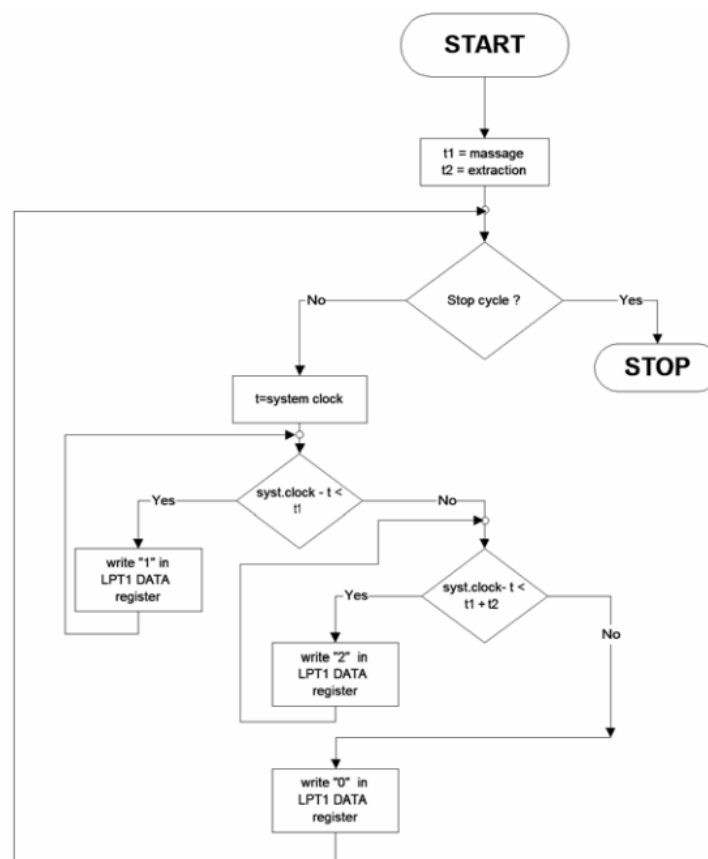 START
t1 = massage
t2 = extraction
Stop cycle ?
No
Yes
STOP
t=system clock
syst.clock - t <
t1
Yes
No
write "1" in
LPT1 DATA
register
syst.clock- t <
t1 + t2
Yes
No
write "2" in
LPT1 DATA
register
write "0" in
LPT1 DATA
register